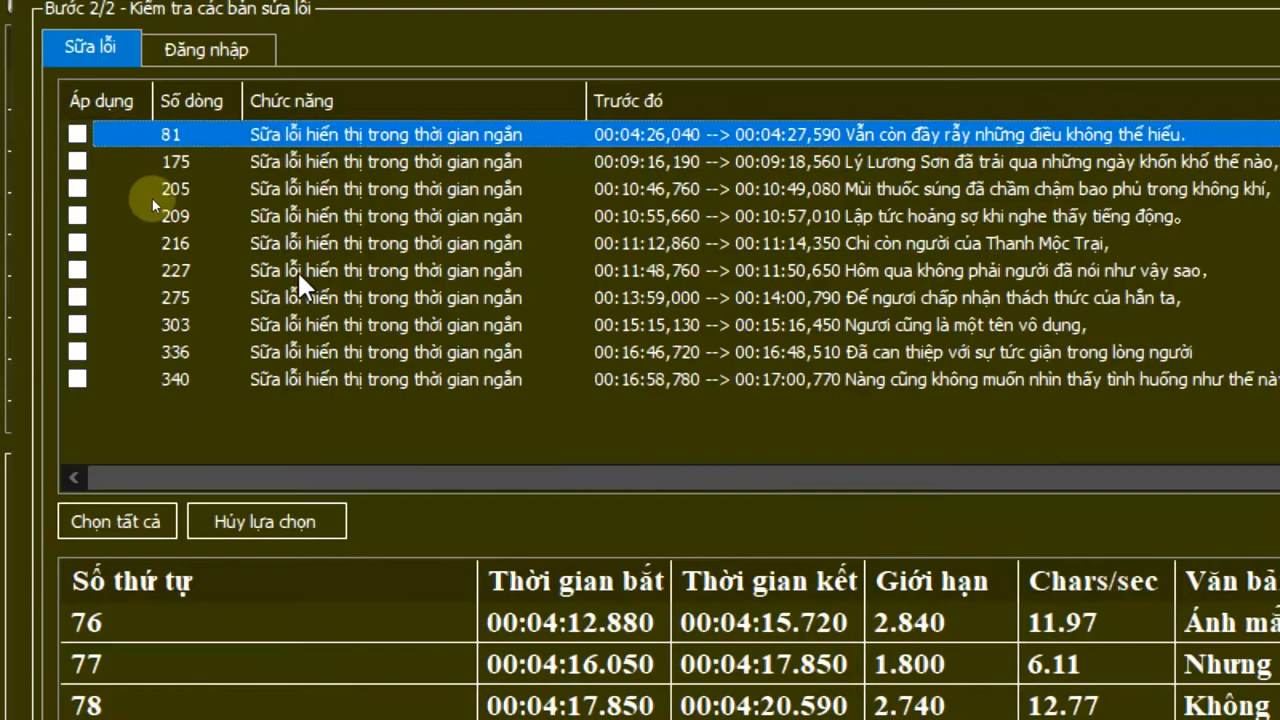 Bước 2/2 - Kiểm tra các bản sửa lỗi
Sữa lỗi Đăng nhập
Áp dụng Số dòng Chức năng Trước đó
81 Sữa lỗi hiển thị trong thời gian ngắn 00:04:26,040 --> 00:04:27,590 Vẫn còn đầy rẫy những điều không thể hiểu.
175 Sữa lỗi hiển thị trong thời gian ngắn 00:09:16,190 --> 00:09:18,560 Lý Lương Sơn đã trải qua những ngày khốn khổ thế nào,
205 Sữa lỗi hiển thị trong thời gian ngắn 00:10:46,760 --> 00:10:49,080 Mùi thuốc súng đã chầm chậm bao phủ trong không khí,
209 Sữa lỗi hiển thị trong thời gian ngắn 00:10:55,660 --> 00:10:57,010 Lập tức hoảng sợ khi nghe thấy tiếng động。
216 Sữa lỗi hiển thị trong thời gian ngắn 00:11:12,860 --> 00:11:14,350 Chỉ còn người của Thanh Mộc Trại,
227 Sữa lỗi hiển thị trong thời gian ngắn 00:11:48,760 --> 00:11:50,650 Hôm qua không phải người đã nói như vậy sao,
275 Sữa lỗi hiển thị trong thời gian ngắn 00:13:59,000 --> 00:14:00,790 Để ngươi chấp nhận thách thức của hắn ta,
303 Sữa lỗi hiển thị trong thời gian ngắn 00:15:15,130 --> 00:15:16,450 Ngươi cũng là một tên vô dụng,
336 Sữa lỗi hiển thị trong thời gian ngắn 00:16:46,720 --> 00:16:48,510 Đã can thiệp với sự tức giận trong lòng người
340 Sữa lỗi hiển thị trong thời gian ngắn 00:16:58,780 --> 00:17:00,770 Nàng cũng không muốn nhìn thấy tình huống như thế
Chọn tất cả Hủy lựa chọn
Số thứ tự Thời gian bắt Thời gian kết Giới hạn Chars/sec Văn
76 00:04:12.880 00:04:15.720 2.840 11.97 Ánh
77 00:04:16.050 00:04:17.850 1.800 6.11 Nhưng
78 00:04:17.850 00:04:20.590 2.740 12.77 Không